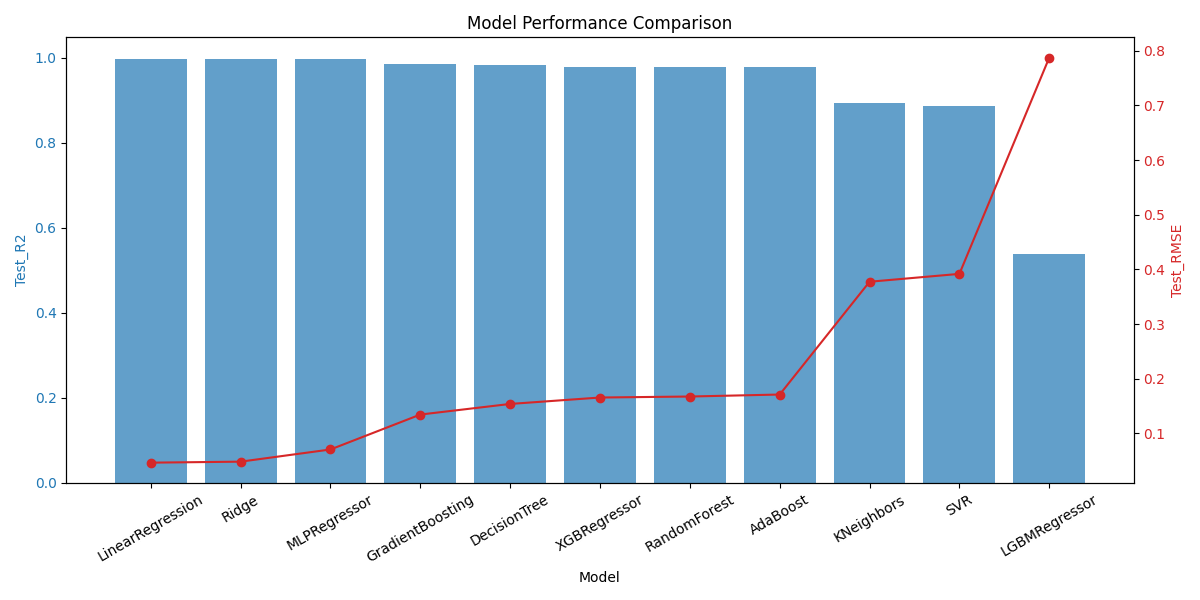 Model Performance Comparison
1.0
0.8
0.6
0.4
0.2
0.0
Test_R2
0.8
0.7
0.6
0.5
0.4
0.3
0.2
0.1
Test_RMSE
LinearRegression
Ridge
MLPRegressor
GradientBoosting
DecisionTree
XGBRegressor
RandomForest
AdaBoost
KNeighbors
SVR
LGBMRegressor
Model